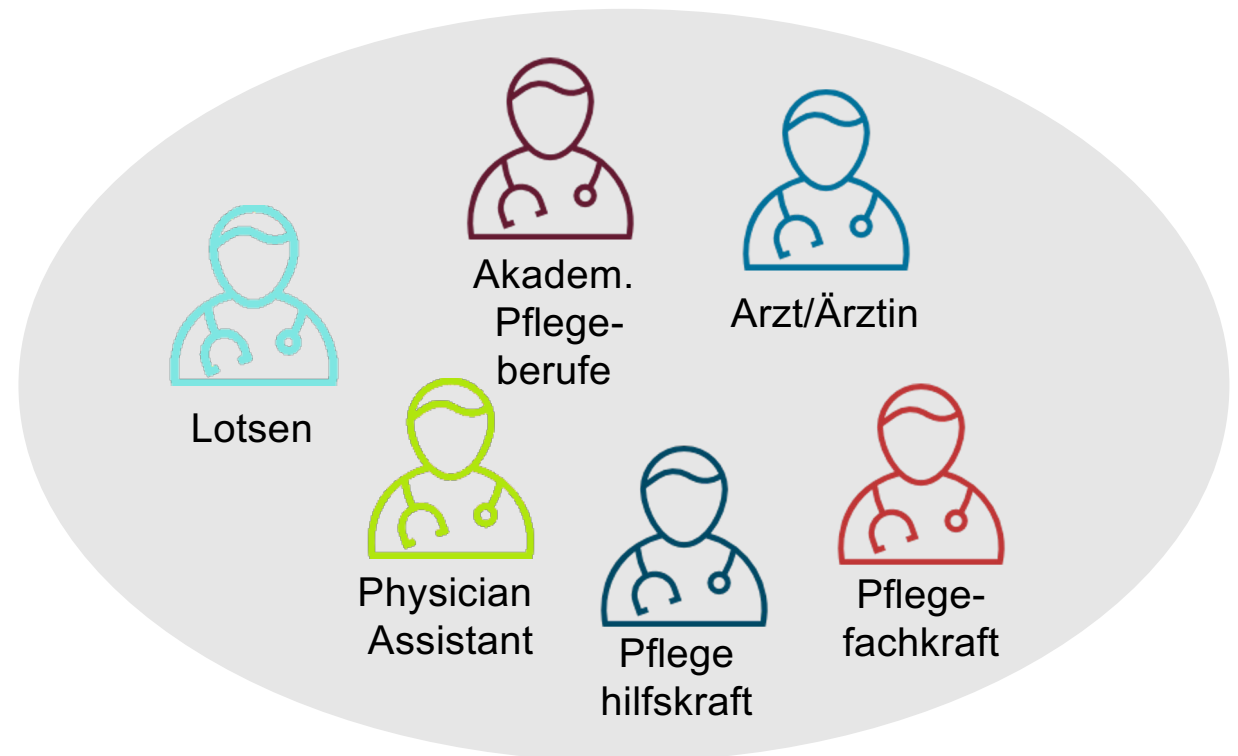 Akadem.
Pflege-
berufe
Arzt/Ärztin
Lotsen
Physician
Assistant
Pflege
hilfskraft
Pflege-
fachkraft